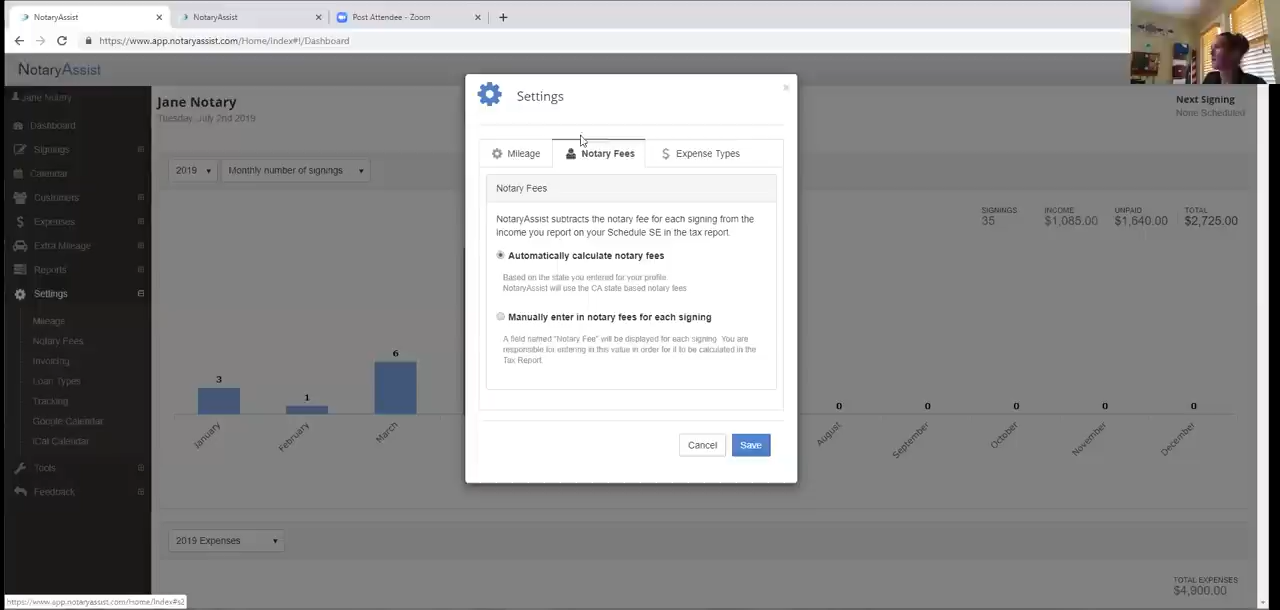 NotaryAssist
NotaryAssist
Post Attendee - Zoom
https://www.app.notaryassist.com/Home/Index#!/Dashboard
NotaryAssist
Jane Notary
Dashboard
Signings
Calendar
Customers
Expenses
Extra Mileage
Reports
Settings
Mileage
Notary Fees
Invoicing
Loan Types
Tracking
Google Calendar
iCal Calendar
Tools
Feedback
Jane Notary
Tuesday, July 2nd 2019
Next Signing
None Scheduled
2019
Monthly number of signings
SIGNINGS
35
INCOME
$1,085.00
UNPAID
$1,640.00
TOTAL
$2,725.00
Settings
Mileage
Notary Fees
$ Expense Types
Notary Fees
NotaryAssist subtracts the notary fee for each signing from the
income you report on your Schedule SE in the tax report.
Automatically calculate notary fees
Based on the state you entered for your profile
NotaryAssist will use the CA state based notary fees
Manually enter in notary fees for each signing
A field named "Notary Fee" will be displayed for each signing. You are
responsible for entering in this value in order for it to be calculated in the
Tax Report.
Cancel
Save
3
1
6
0
0
0
0
0
January
February
March
August
September
October
November
December
2019 Expenses
TOTAL EXPENSES
$4,900.00
https://www.app.notaryassist.com/Home/Index#s2